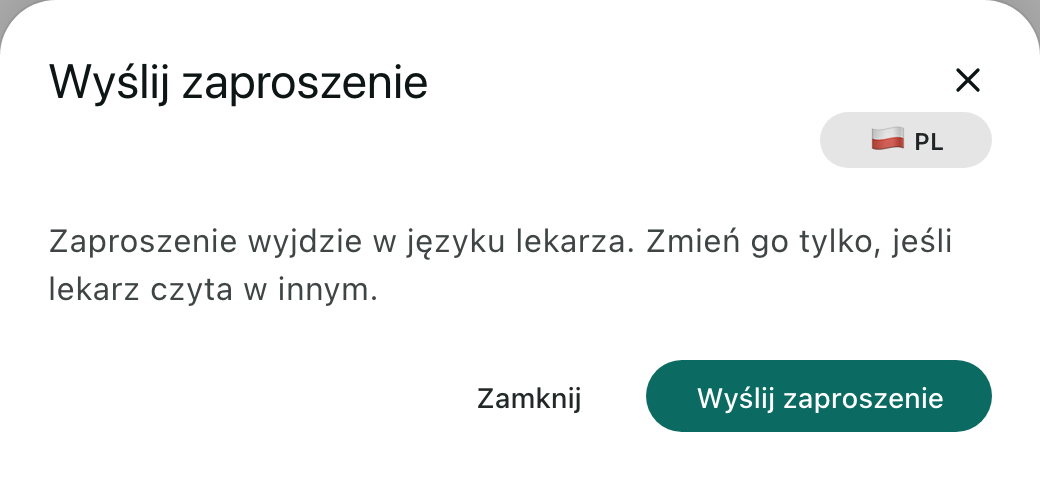 Wyślij zaproszenie
PL
Zaproszenie wyjdzie w języku lekarza. Zmień go tylko, jeśli
lekarz czyta w innym.
Zamknij
Wyślij zaproszenie